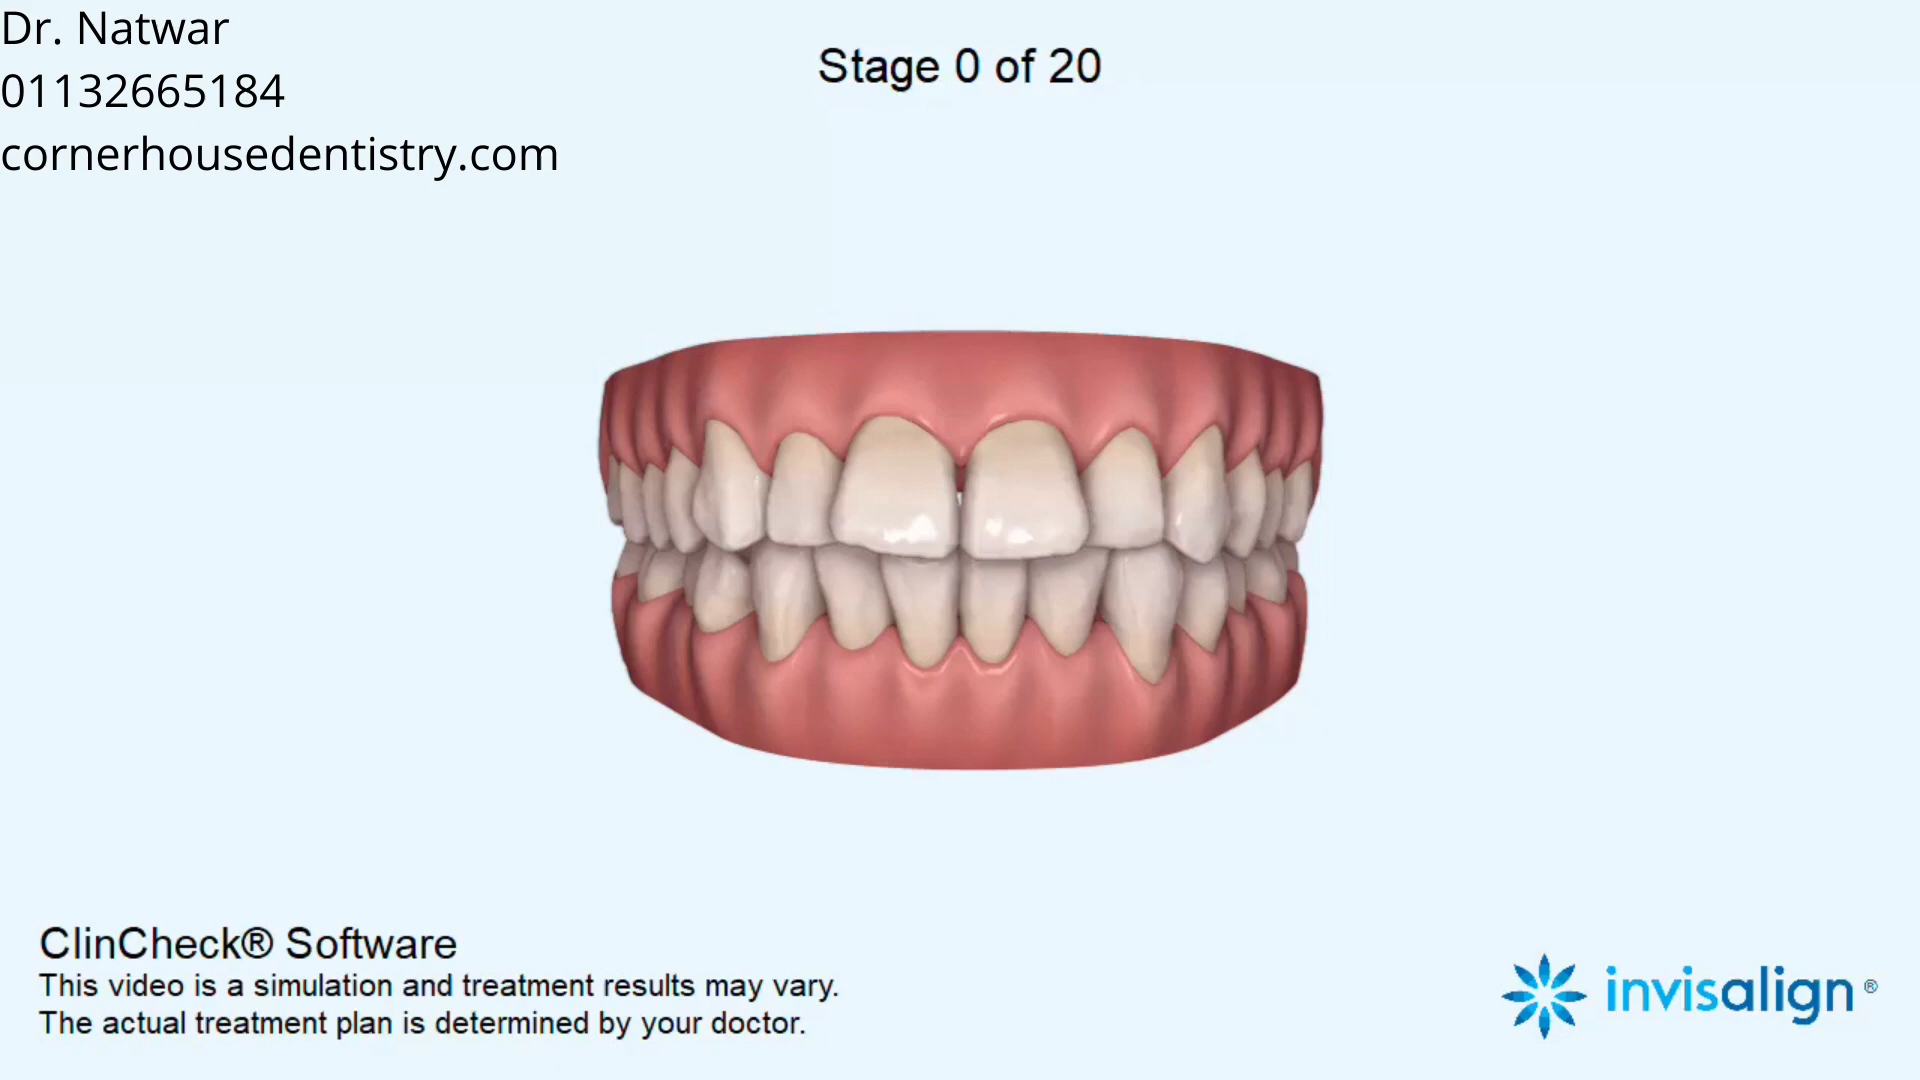 Dr. Natwar
01132665184
cornerhousedentistry.com
Stage 0 of 20
ClinCheck® Software
This video is a simulation and treatment results may vary.
The actual treatment plan is determined by your doctor.
invisalign®